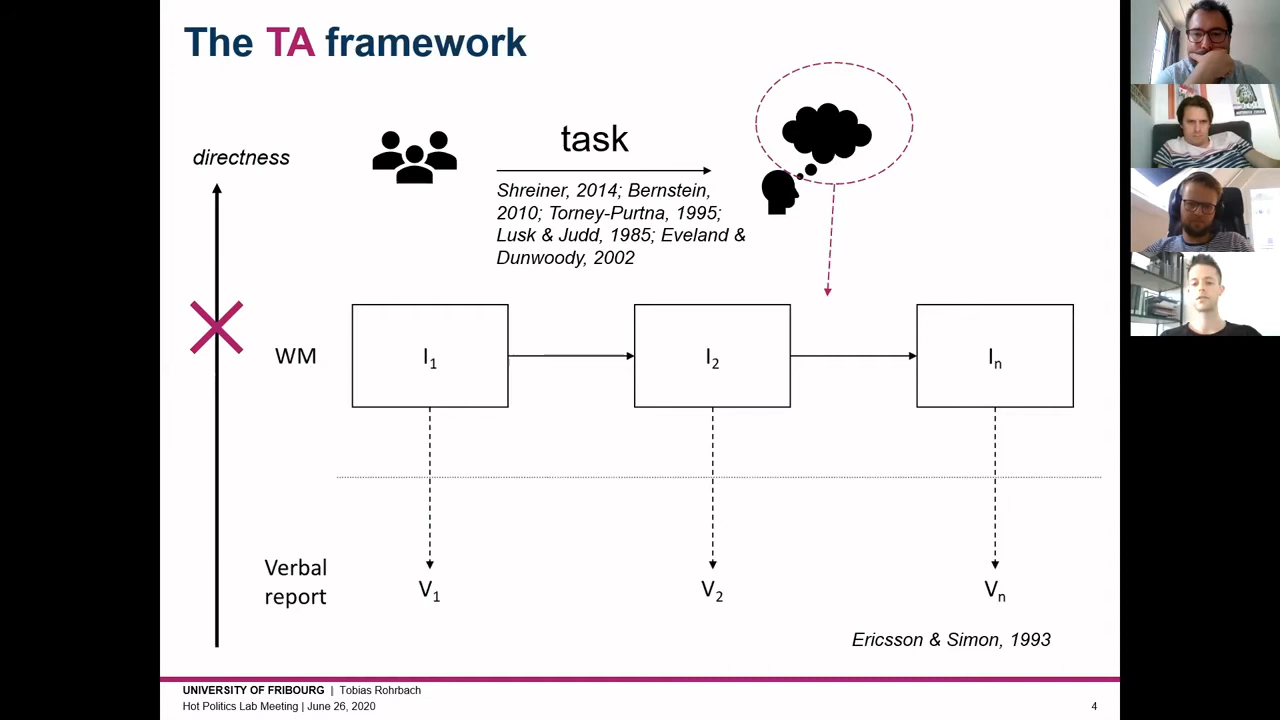 The TA framework
directness
task
Shreiner, 2014; Bernstein,
2010; Torney-Purtna, 1995;
Lusk & Judd, 1985; Eveland &
Dunwoody, 2002
WM
I1
I2
In
Verbal
report
V1
V2
Vn
Ericsson & Simon, 1993
UNIVERSITY OF FRIBOURG | Tobias Rohrbach
Hot Politics Lab Meeting | June 26, 2020
4